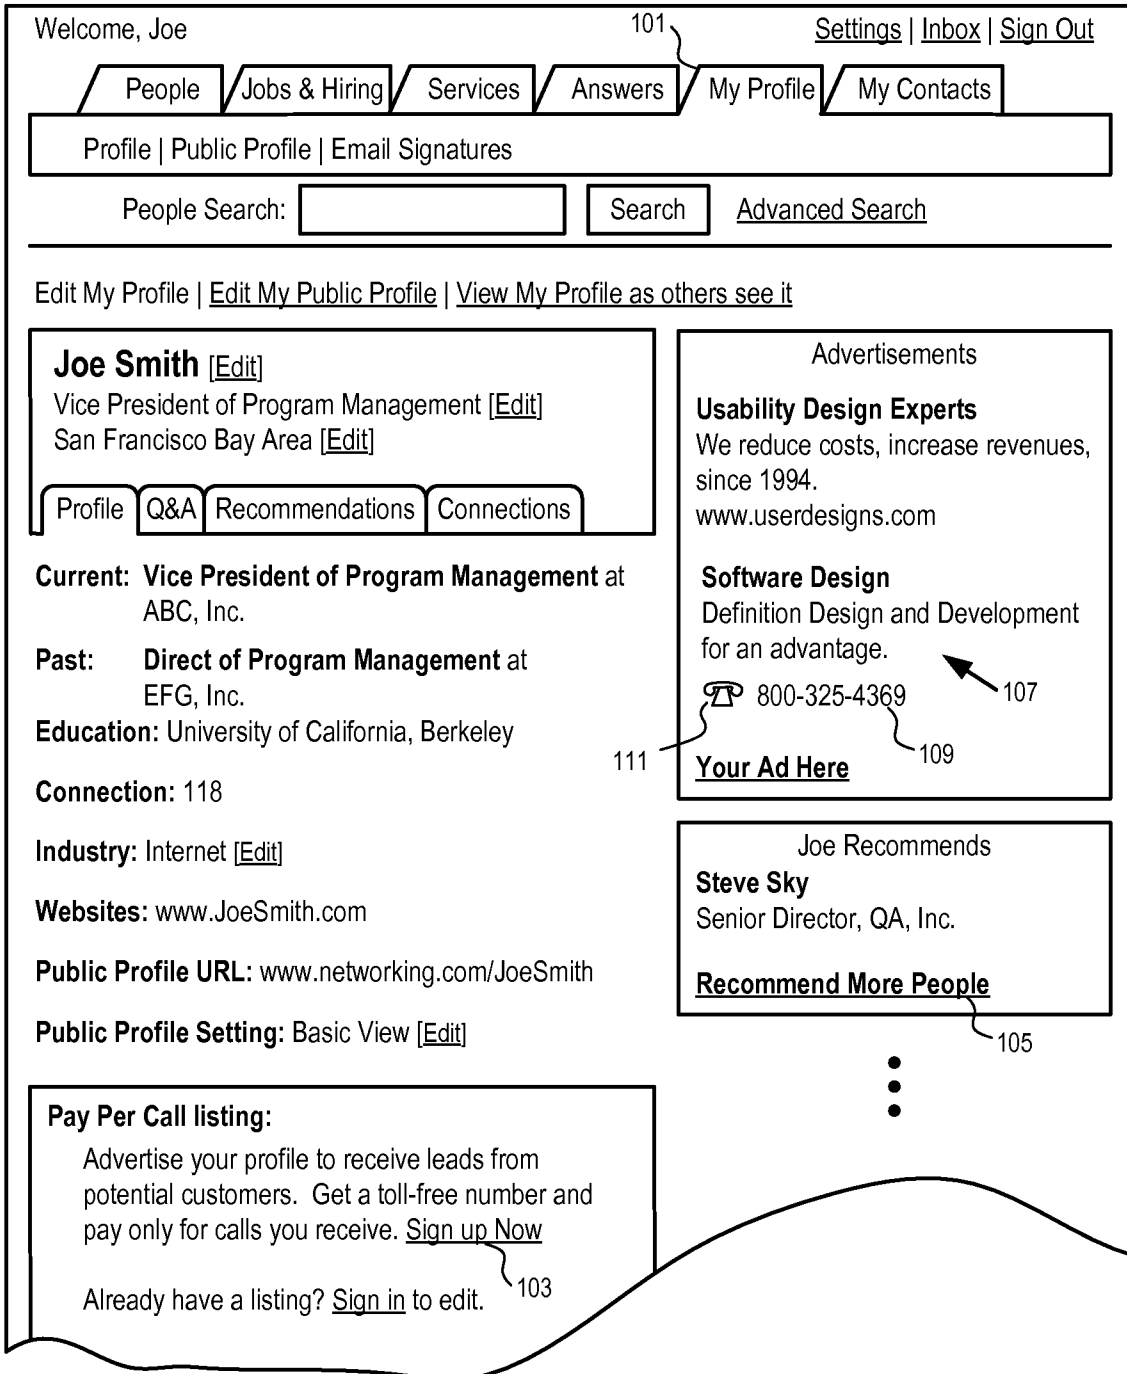 Welcome, Joe
101
Settings | Inbox | Sign Out
People
Jobs & Hiring
Services
Answers
My Profile
My Contacts
Profile | Public Profile | Email Signatures
People Search:
Search
Advanced Search
Edit My Profile | Edit My Public Profile | View My Profile as others see it
Joe Smith [Edit]
Vice President of Program Management [Edit]
San Francisco Bay Area [Edit]
Profile
Q&A
Recommendations
Connections
Current: Vice President of Program Management at
ABC, Inc.
Past: Direct of Program Management at
EFG, Inc.
Education: University of California, Berkeley
Connection: 118
Industry: Internet [Edit]
Websites: www.JoeSmith.com
Public Profile URL: www.networking.com/JoeSmith
Public Profile Setting: Basic View [Edit]
Pay Per Call listing:
Advertise your profile to receive leads from
potential customers. Get a toll-free number and
pay only for calls you receive. Sign up Now
103
Already have a listing? Sign in to edit.
Advertisements
Usability Design Experts
We reduce costs, increase revenues,
since 1994.
www.userdesigns.com
Software Design
Definition Design and Development
for an advantage.
107
800-325-4369
111
109
Your Ad Here
Joe Recommends
Steve Sky
Senior Director, QA, Inc.
Recommend More People
105